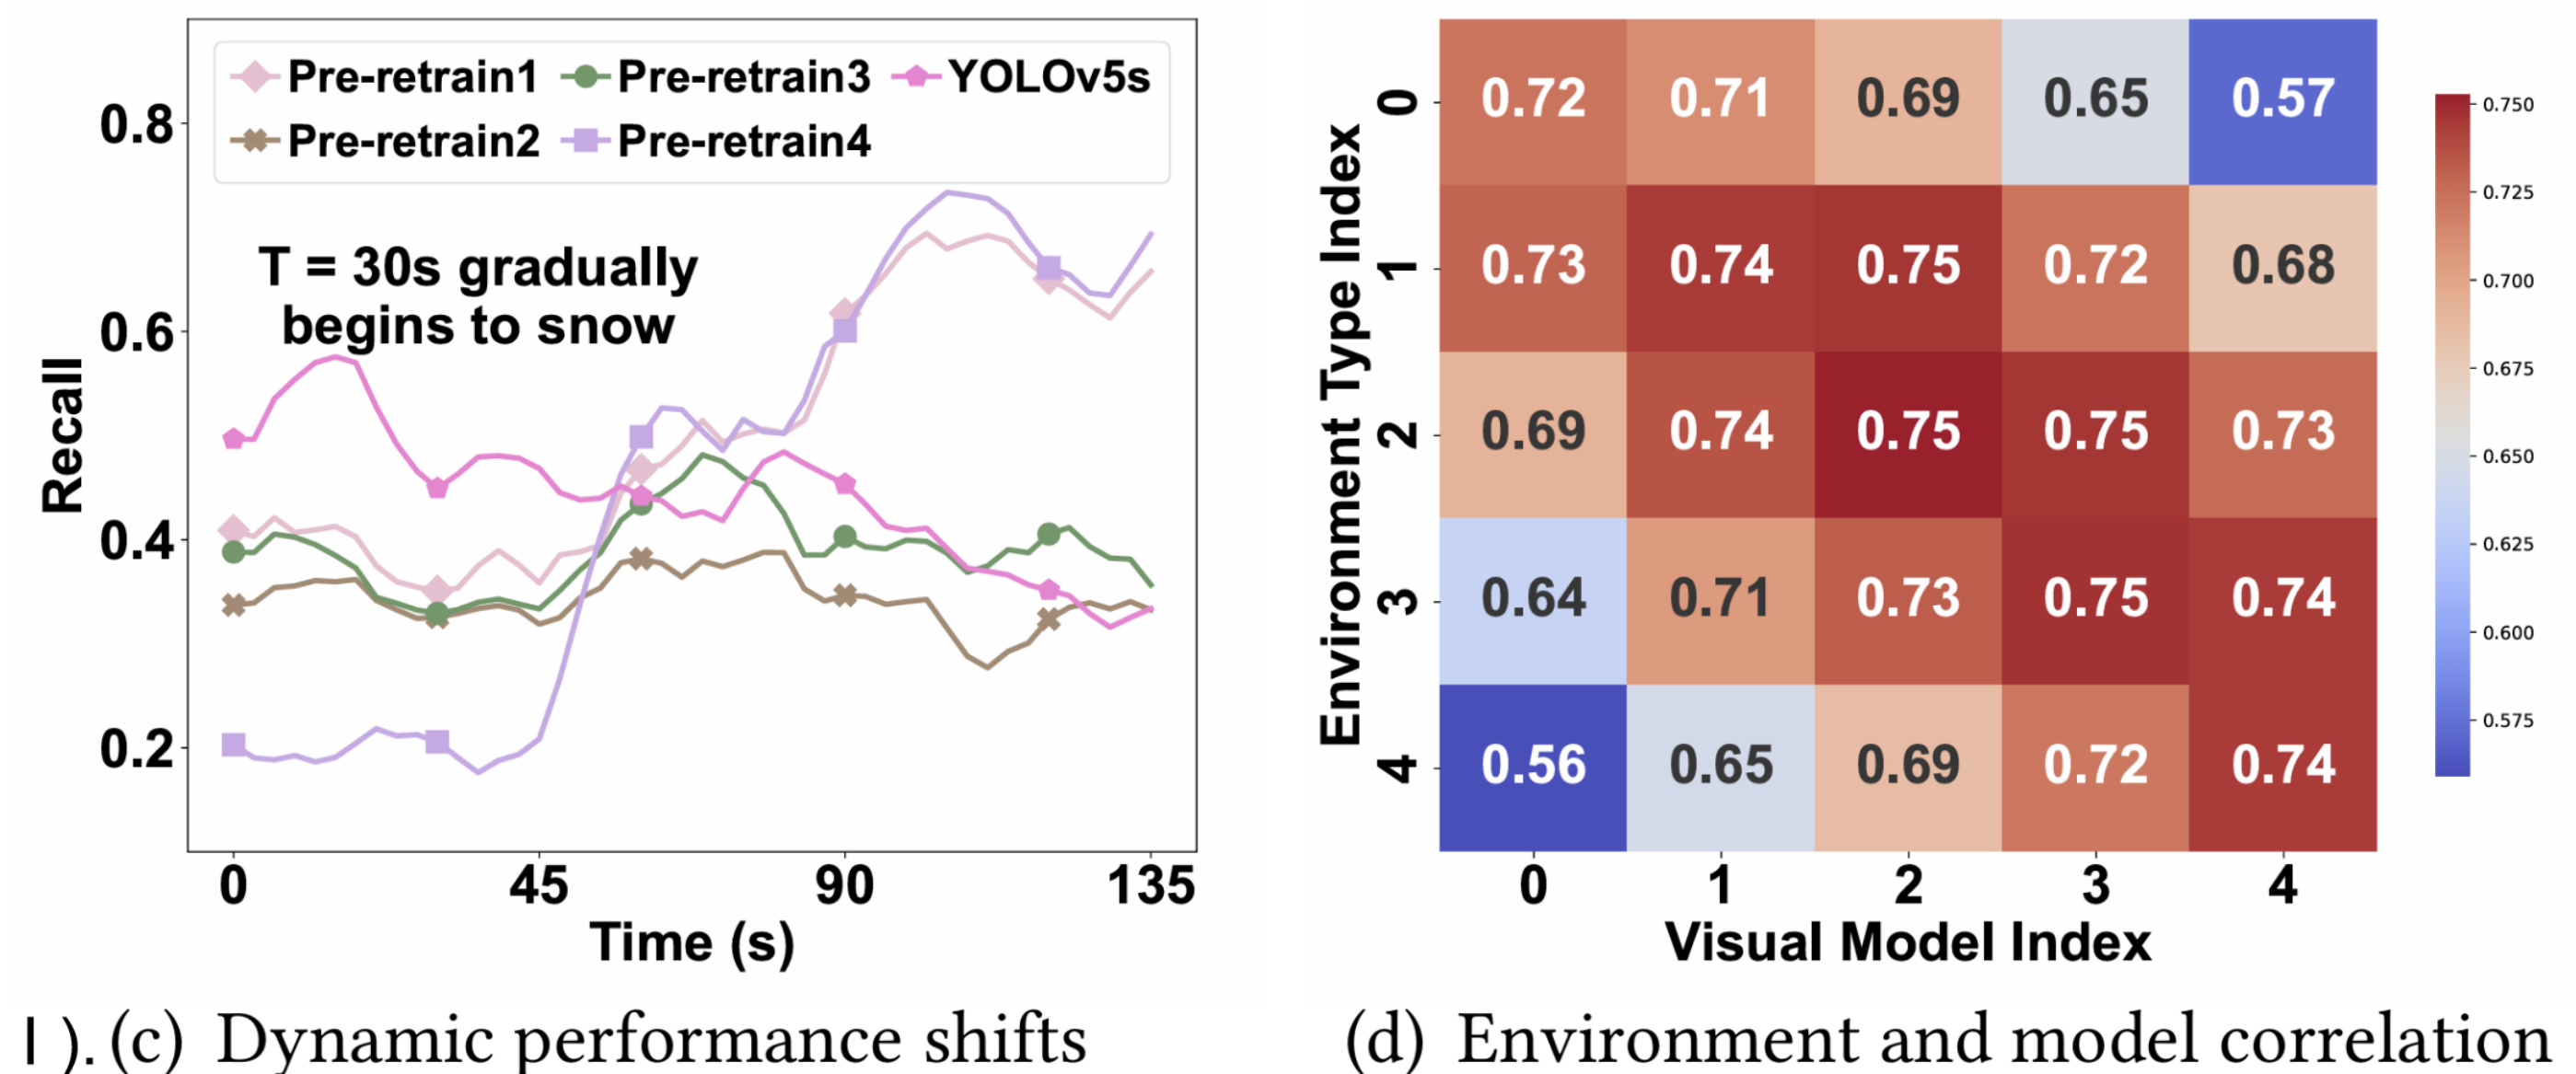 Pre-retrain1 Pre-retrain3 YOLOv5s
Pre-retrain2 Pre-retrain4
T = 30s gradually
begins to snow
Recall
0.8
0.6
0.4
0.2
0 45 90 135
Time (s)
l ). (c) Dynamic performance shifts
Environment Type Index
0 0.72 0.71 0.69 0.65 0.57
1 0.73 0.74 0.75 0.72 0.68
2 0.69 0.74 0.75 0.75 0.73
3 0.64 0.71 0.73 0.75 0.74
4 0.56 0.65 0.69 0.72 0.74
0 1 2 3 4
Visual Model Index
0.750
0.725
0.700
0.675
0.650
0.625
0.600
0.575
(d) Environment and model correlation